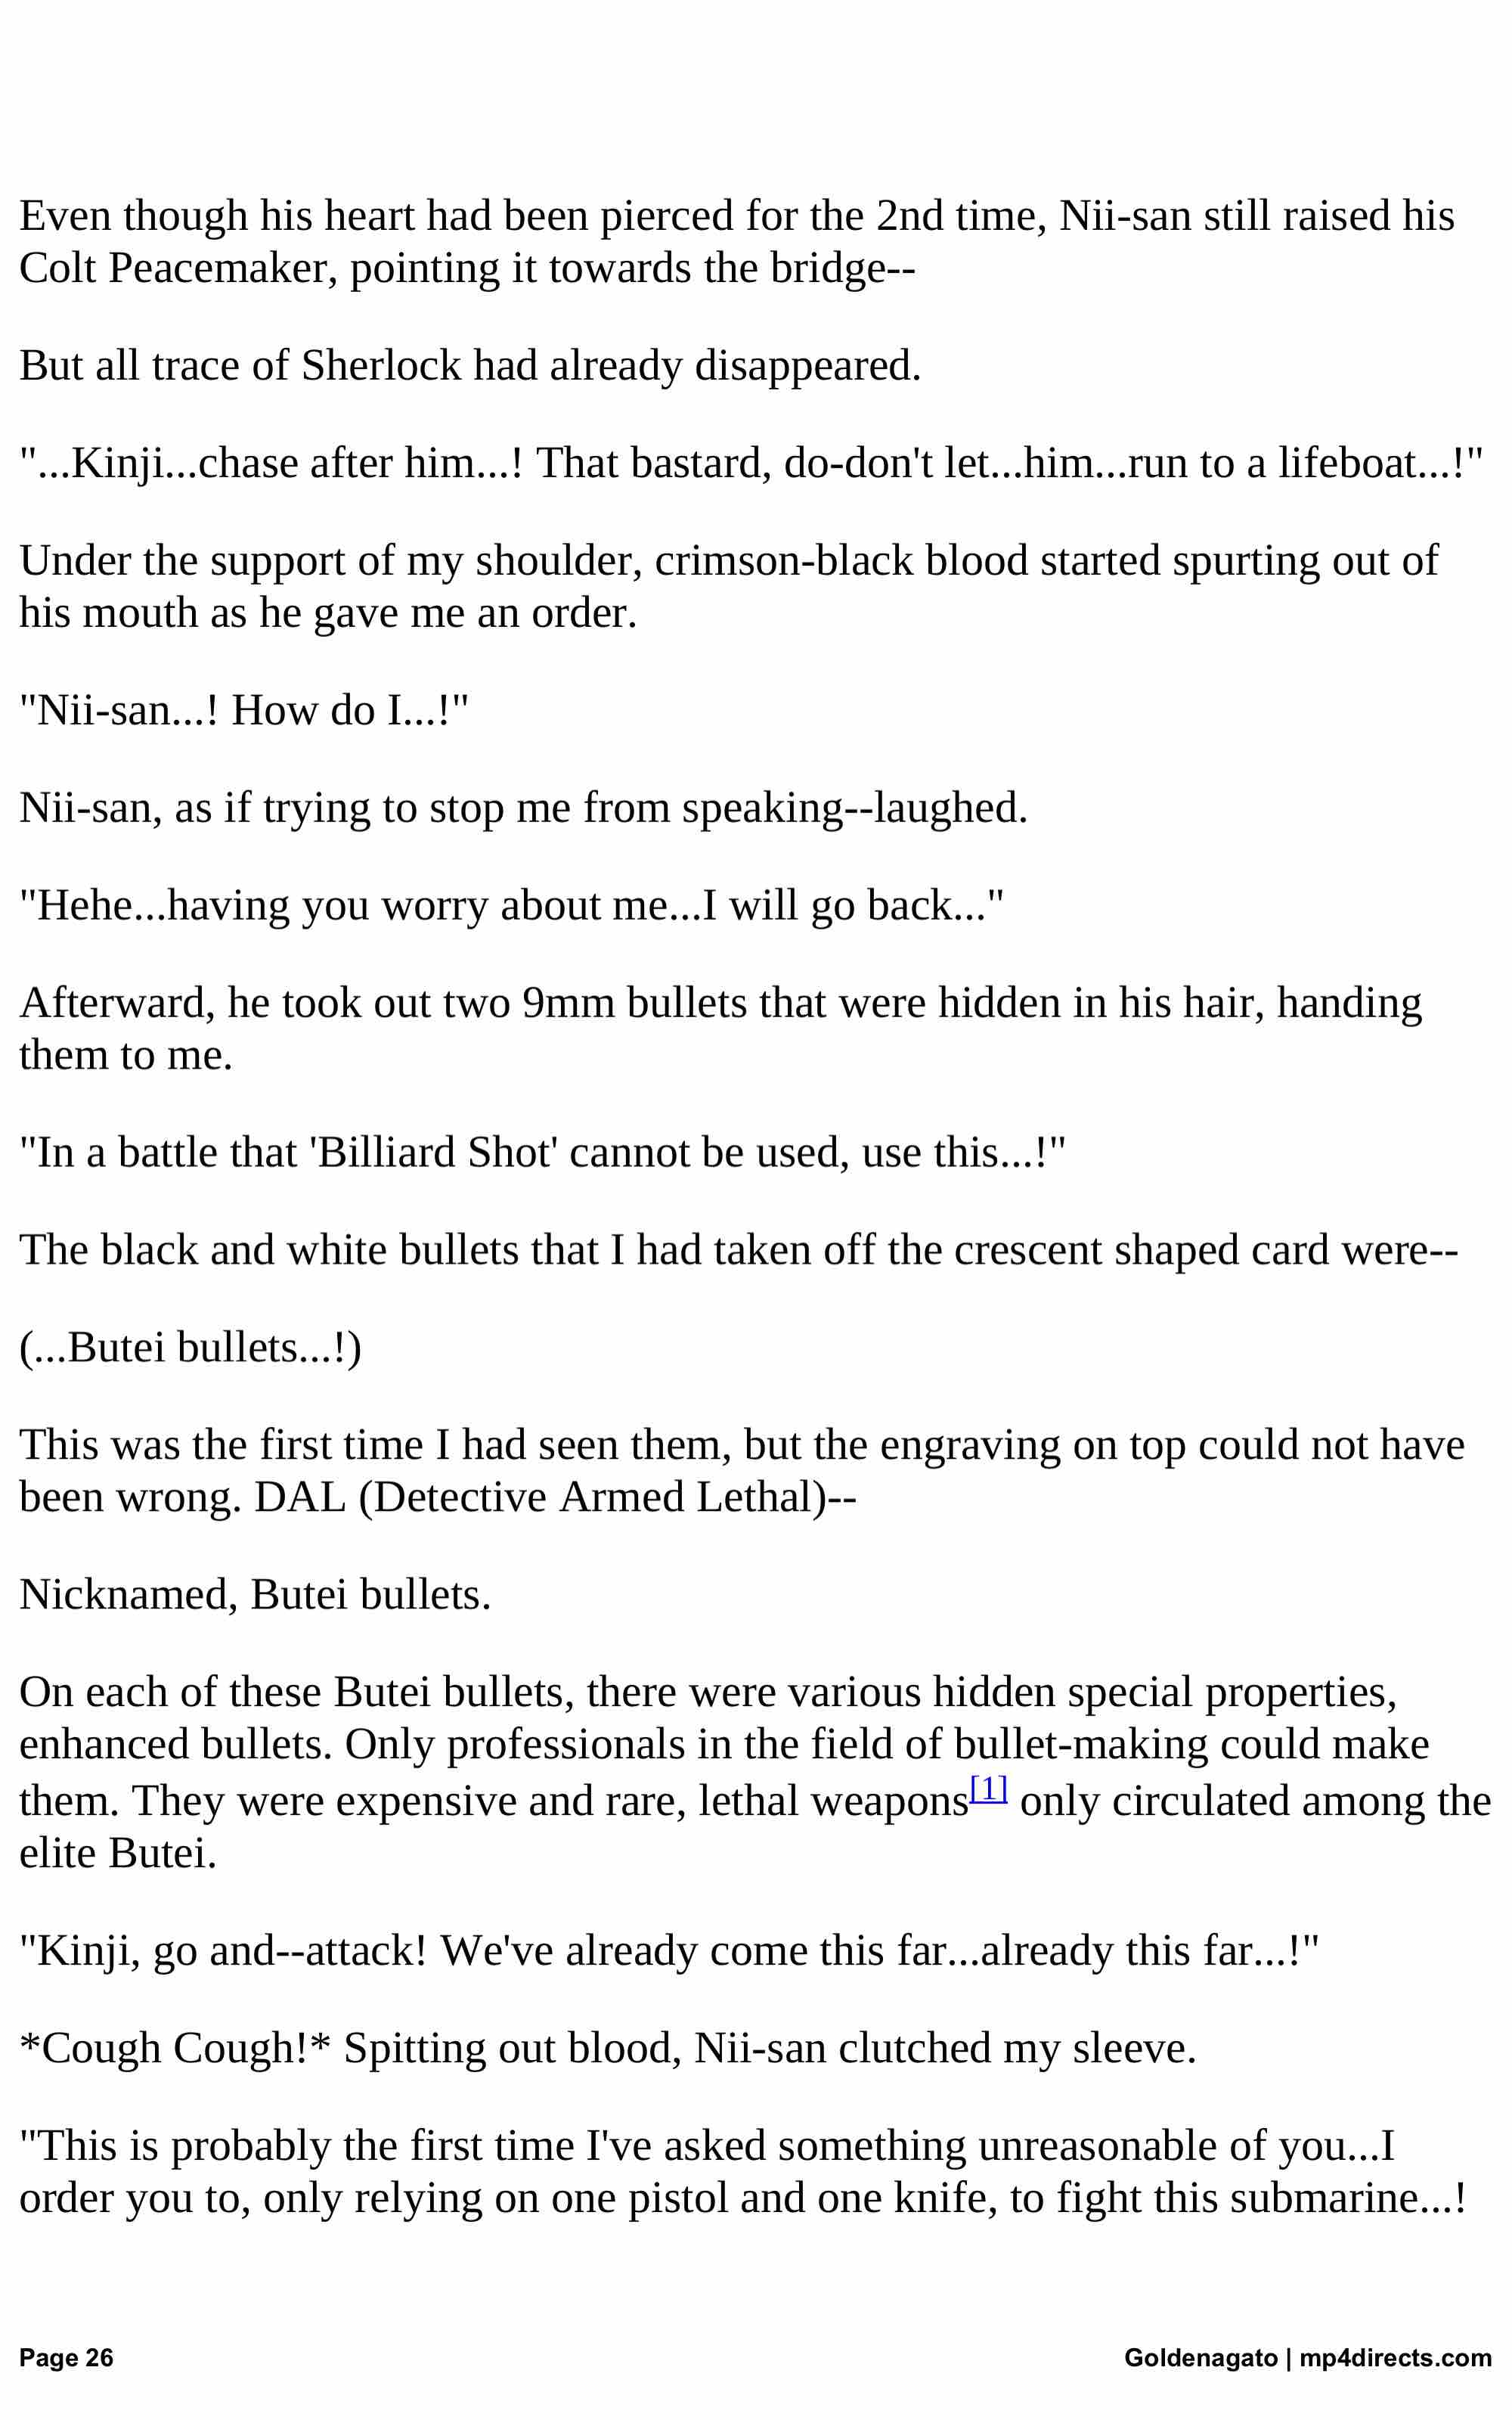 Even though his heart had been pierced for the 2nd time, Nii-san still raised his
Colt Peacemaker, pointing it towards the bridge--
But all trace of Sherlock had already disappeared.
"...Kinji...chase after him...! That bastard, do-don't let...him...run to a lifeboat...!"
Under the support of my shoulder, crimson-black blood started spurting out of
his mouth as he gave me an order.
"Nii-san...! How do I...!"
Nii-san, as if trying to stop me from speaking--laughed.
"Hehe...having you worry about me...I will go back..."
Afterward, he took out two 9mm bullets that were hidden in his hair, handing
them to me.
"In a battle that 'Billiard Shot' cannot be used, use this...!"
The black and white bullets that I had taken off the crescent shaped card were--
(...Butei bullets...!)
This was the first time I had seen them, but the engraving on top could not have
been wrong. DAL (Detective Armed Lethal)--
Nicknamed, Butei bullets.
On each of these Butei bullets, there were various hidden special properties,
enhanced bullets. Only professionals in the field of bullet-making could make
them. They were expensive and rare, lethal weapons[1] only circulated among the
elite Butei.
"Kinji, go and--attack! We've already come this far...already this far...!"
*Cough Cough!* Spitting out blood, Nii-san clutched my sleeve.
"This is probably the first time I've asked something unreasonable of you...I
order you to, only relying on one pistol and one knife, to fight this submarine...!
Page 26
Goldenagato | mp4directs.com